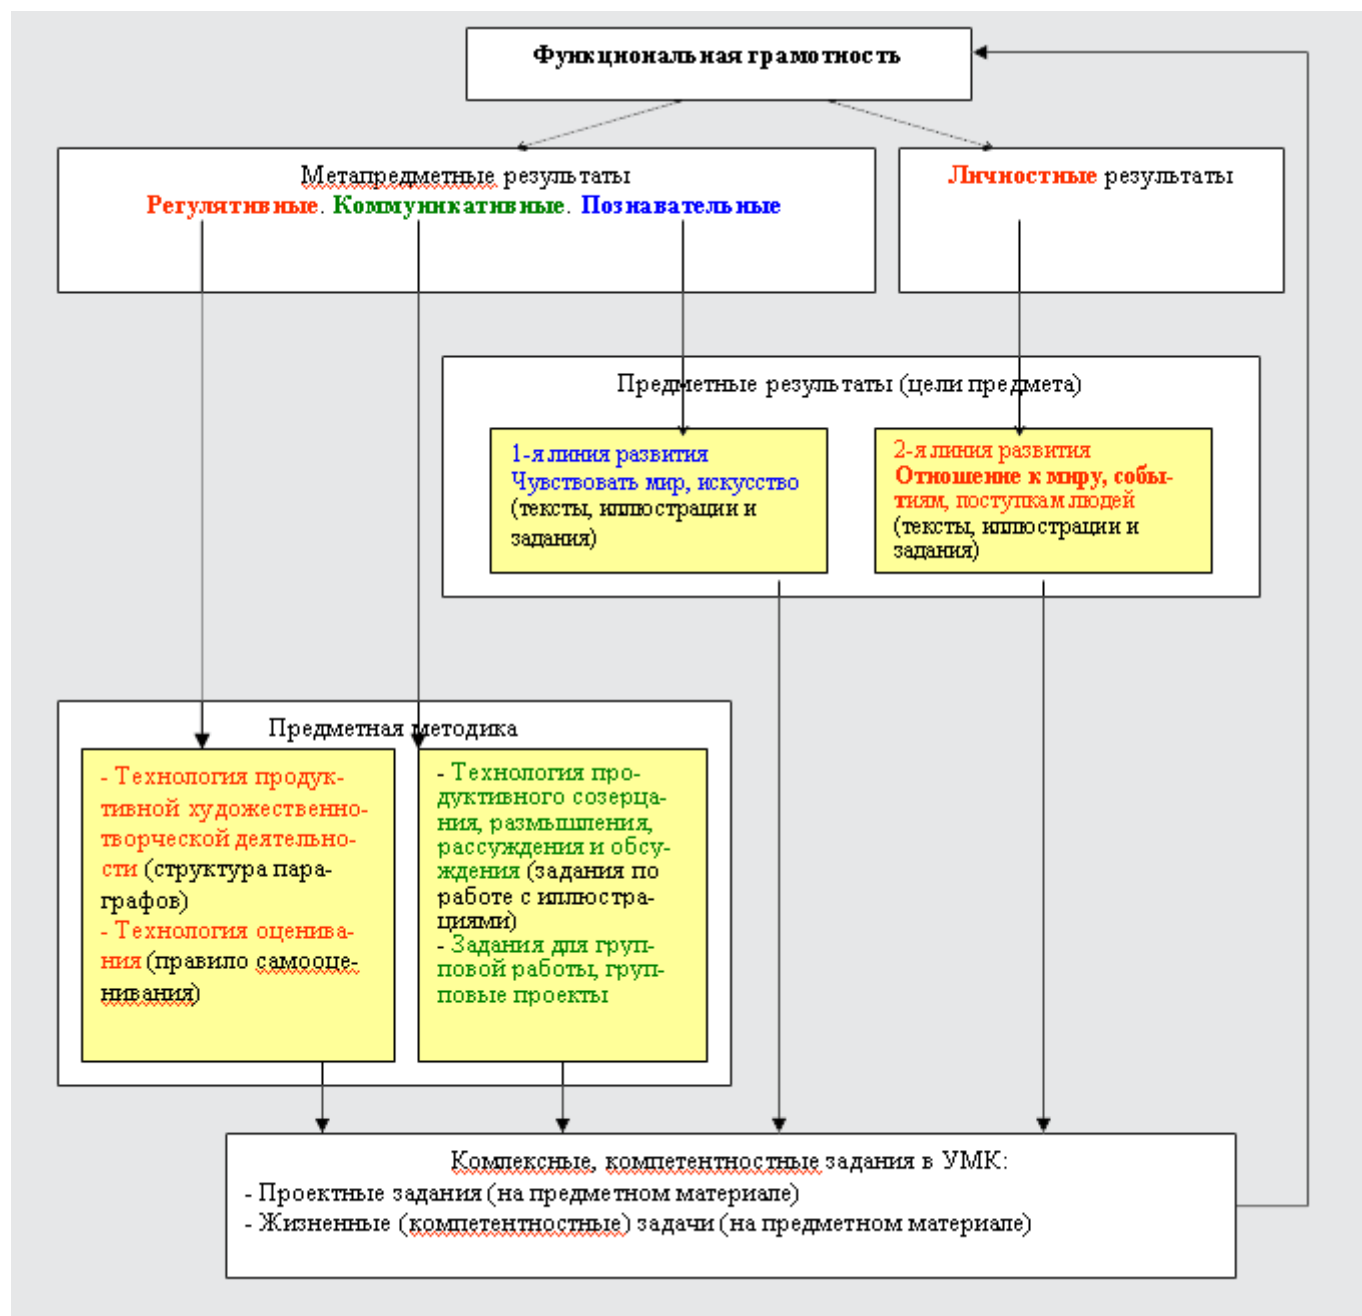 Функциональная грамотность
Метапредметные результаты
Регулятивные. Коммуникативные. Познавательные
Личностные результаты
Предметные результаты (цели предмета)
1-я линия развития
Чувствовать мир, искусство
(тексты, иллюстрации и
задания)
2-я линия развития
Отношение к миру, собы-
тиям, поступкам людей
(тексты, иллюстрации и
задания)
Предметная методика
- Технология продук-
тивной художественно-
творческой деятельно-
сти (структура пара-
графов)
- Технология оценива-
ния (правило самооце-
нивания)
- Технология про-
дуктивного созерца-
ния, размышления,
рассуждения и обсу-
ждения (задания по
работе с иллюстра-
циями)
- Задания для груп-
повой работы, груп-
повые проекты
Компексные, компетентностные задания в УМК:
- Проектные задания (на предметном материале)
- Жизненные (компетентностные) задачи (на предметном материале)